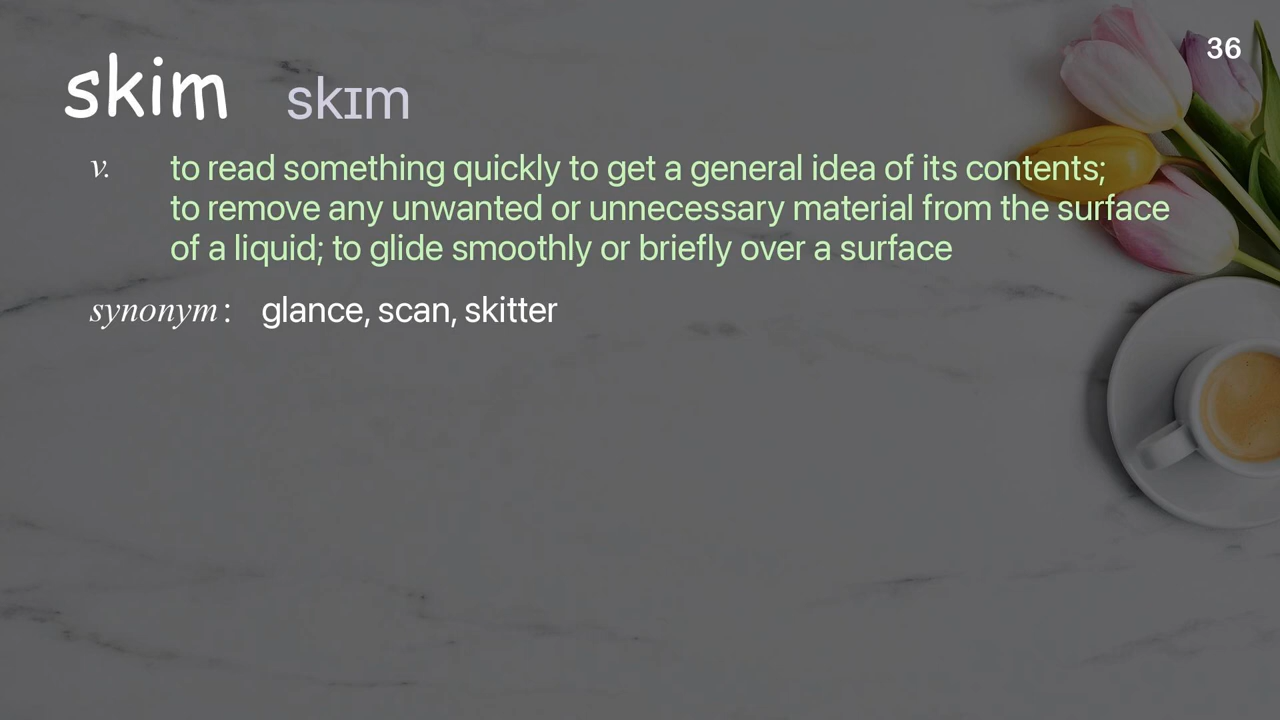 36
skim skɪm
v. to read something quickly to get a general idea of its contents;
to remove any unwanted or unnecessary material from the surface
of a liquid; to glide smoothly or briefly over a surface
synonym: glance, scan, skitter